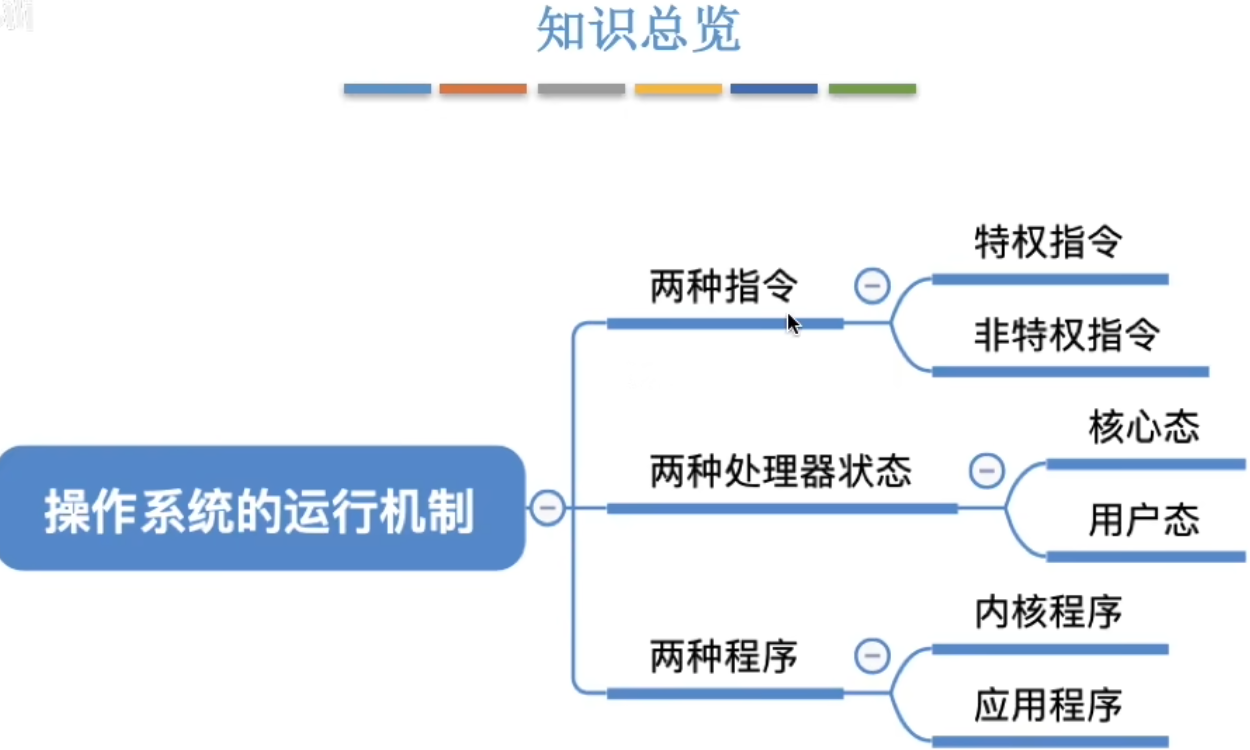 知识总览
操作系统的运行机制
两种指令
特权指令
非特权指令
两种处理器状态
核心态
用户态
两种程序
内核程序
应用程序